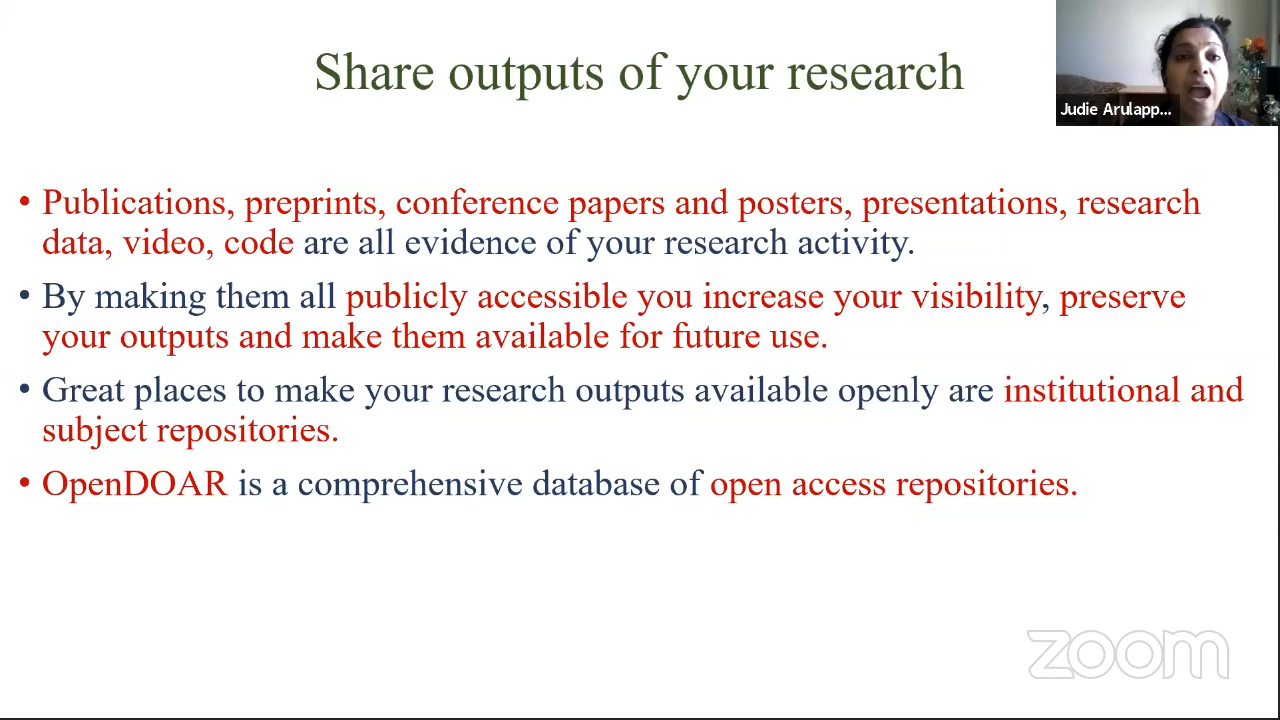 Share outputs of your research
Judie Arulapp...
• Publications, preprints, conference papers and posters, presentations, research
data, video, code are all evidence of your research activity.
• By making them all publicly accessible you increase your visibility, preserve
your outputs and make them available for future use.
• Great places to make your research outputs available openly are institutional and
subject repositories.
• OpenDOAR is a comprehensive database of open access repositories.
zoom